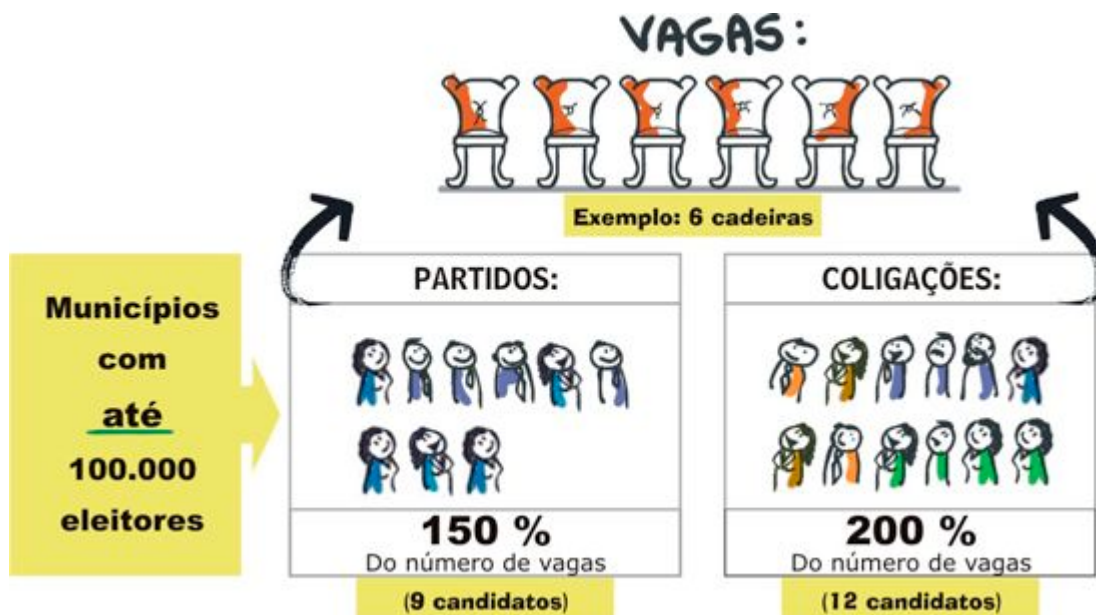 VAGAS:
Exemplo: 6 cadeiras
Municípios
com
até
100.000
eleitores
PARTIDOS:
150 %
Do número de vagas
(9 candidatos)
COLIGAÇÕES:
200 %
Do número de vagas
(12 candidatos)